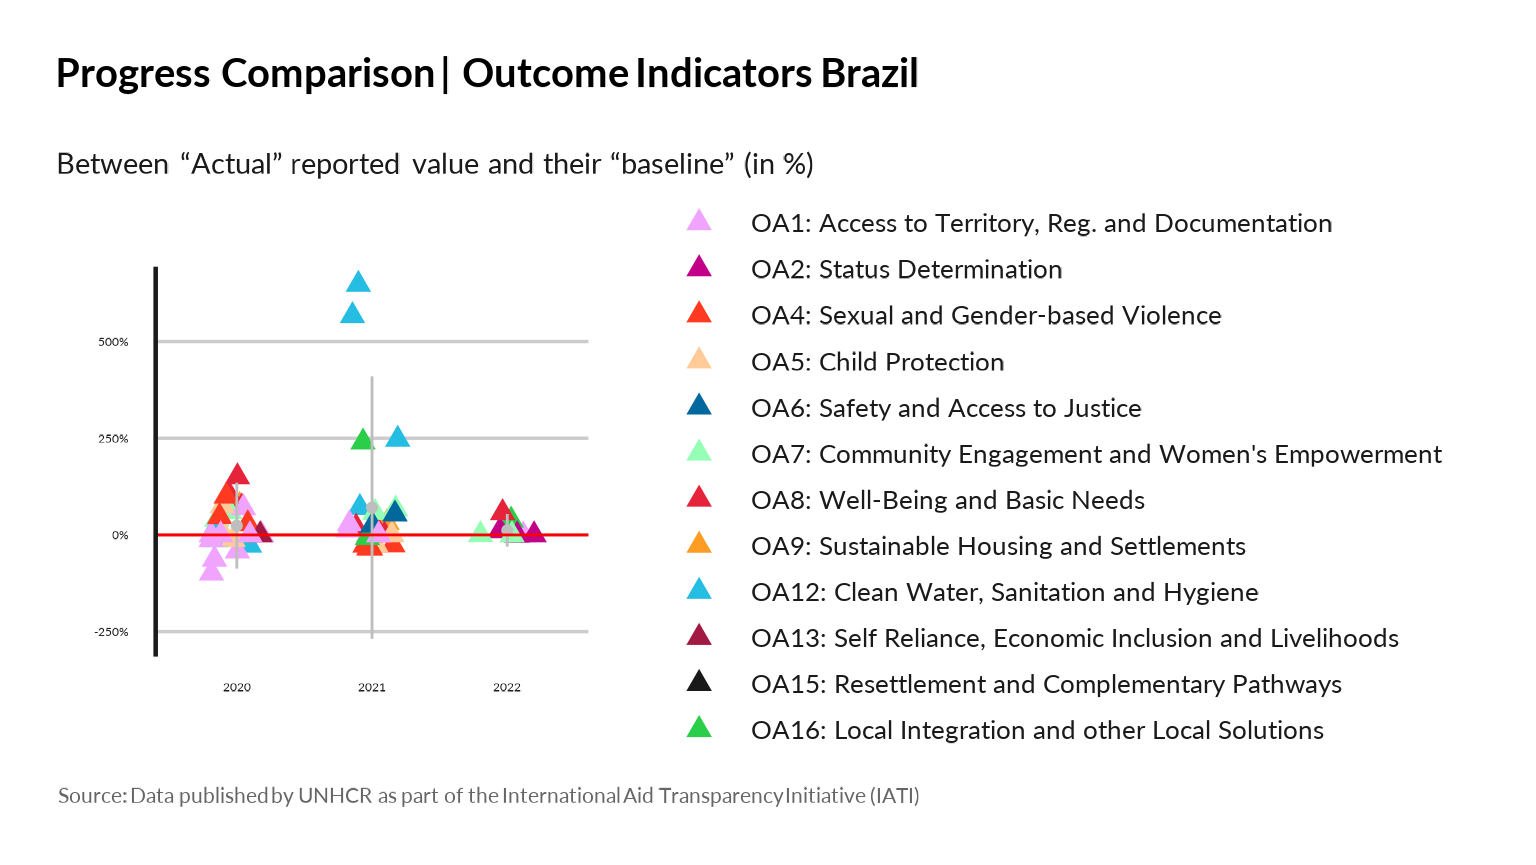 Progress Comparison| Outcome Indicators Brazil
Between “Actual” reported value and their “baseline” (in %)
500%
250%
0%
-250%
2020
2021
2022
OA1: Access to Territory, Reg. and Documentation
OA2: Status Determination
OA4: Sexual and Gender-based Violence
OA5: Child Protection
OA6: Safety and Access to Justice
OA7: Community Engagement and Women's Empowerment
OA8: Well-Being and Basic Needs
OA9: Sustainable Housing and Settlements
OA12: Clean Water, Sanitation and Hygiene
OA13: Self Reliance, Economic Inclusion and Livelihoods
OA15: Resettlement and Complementary Pathways
OA16: Local Integration and other Local Solutions
Source: Data published by UNHCR as part of the International Aid Transparency Initiative (IATI)